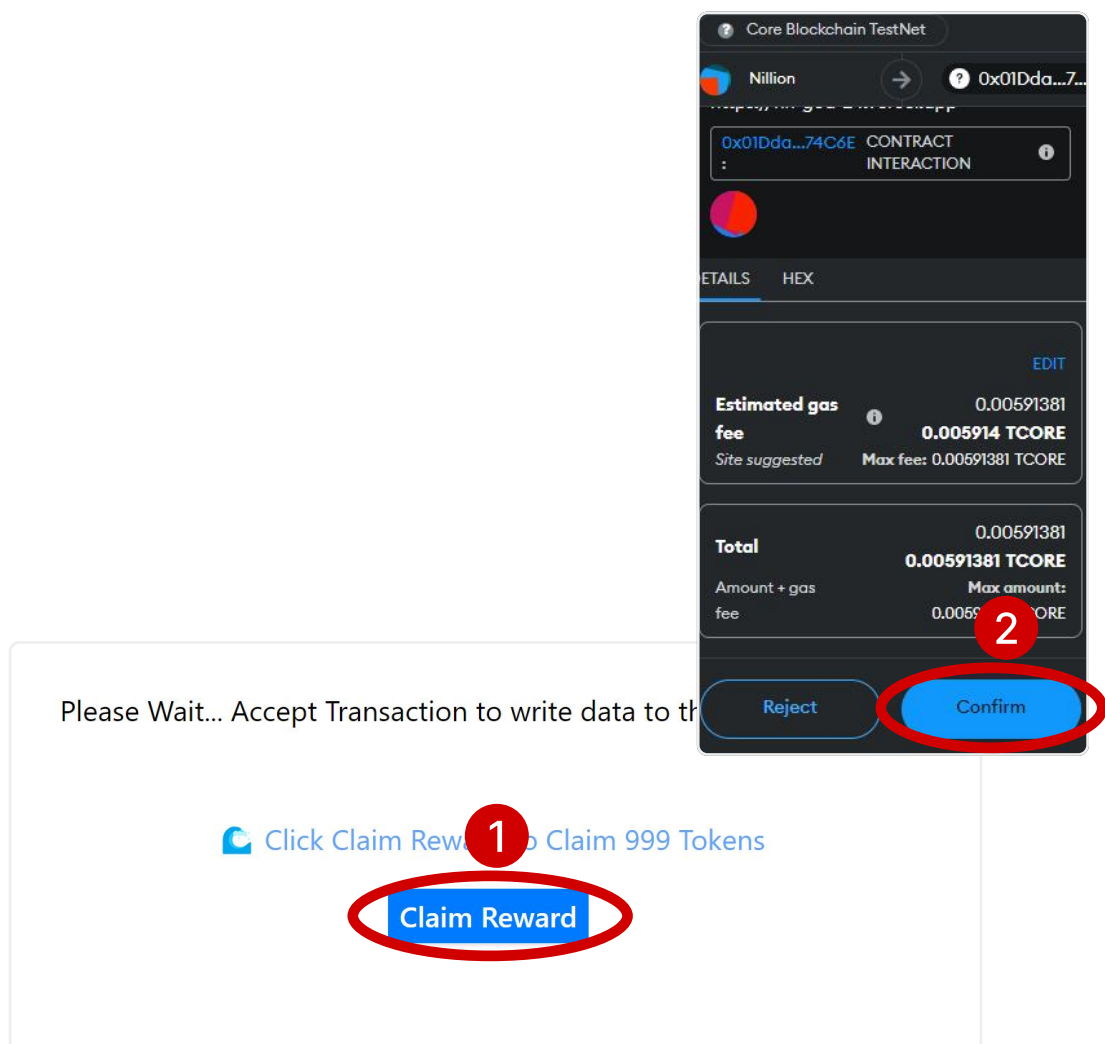 Core Blockchain TestNet
Nillion
0x01Dda...7...
0x01Dda...74C6E : CONTRACT INTERACTION
ETAILS HEX
EDIT
Estimated gas fee
0.00591381
0.005914 TCORE
Site suggested
Max fee: 0.00591381 TCORE
Total
0.00591381
0.00591381 TCORE
Amount + gas fee
Max amount:
0.0059 ORE
2
Reject
Confirm
Please Wait... Accept Transaction to write data to th
1
Click Claim Rew o Claim 999 Tokens
Claim Reward